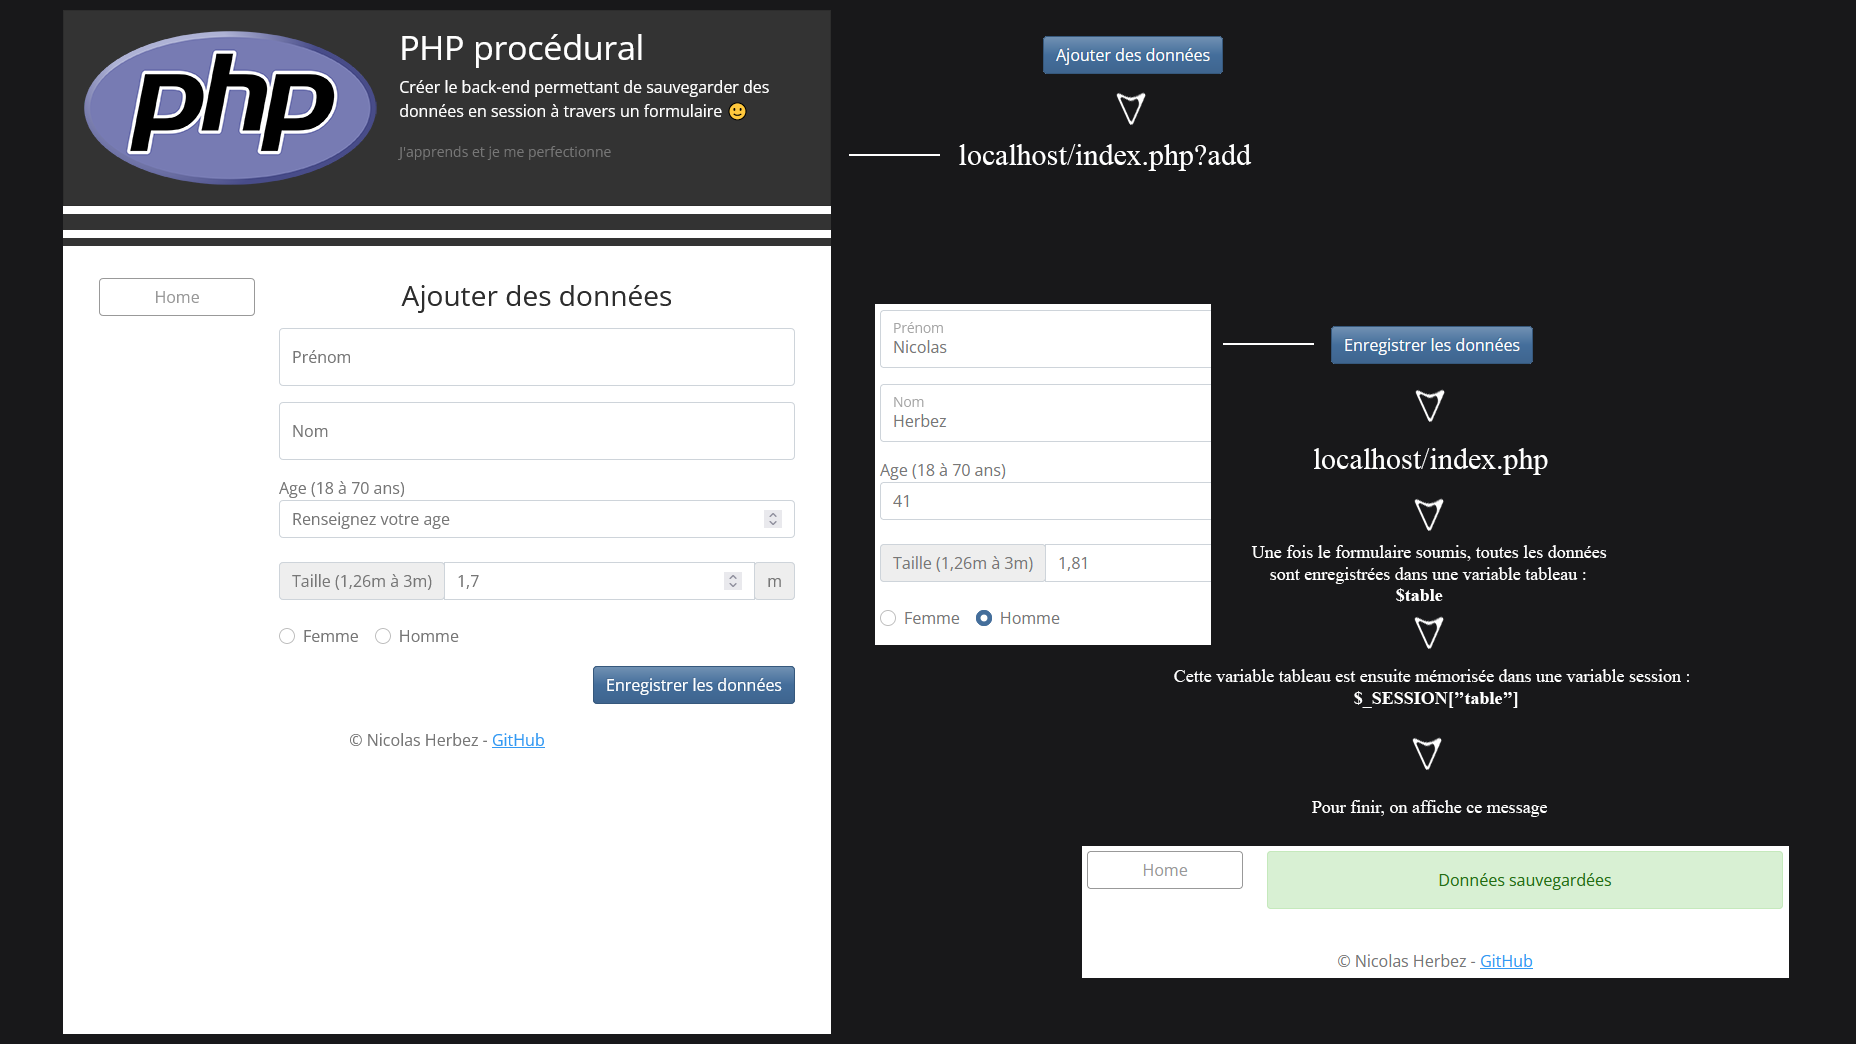 php
PHP procédural
Créer le back-end permettant de sauvegarder des
données en session à travers un formulaire
J'apprends et je me perfectionne
Home
Ajouter des données
Prénom
Nom
Age (18 à 70 ans)
Renseignez votre age
Taille (1,26m à 3m) 1,7 m
Femme Homme
Enregistrer les données
© Nicolas Herbez - GitHub
Ajouter des données
localhost/index.php?add
Prénom
Nicolas
Nom
Herbez
Age (18 à 70 ans)
41
Taille (1,26m à 3m) 1,81
Femme Homme
Enregistrer les données
localhost/index.php
Une fois le formulaire soumis, toutes les données
sont enregistrées dans une variable tableau :
$table
Cette variable tableau est ensuite mémorisée dans une variable session :
$_SESSION[”table”]
Pour finir, on affiche ce message
Home
Données sauvegardées
© Nicolas Herbez - GitHub